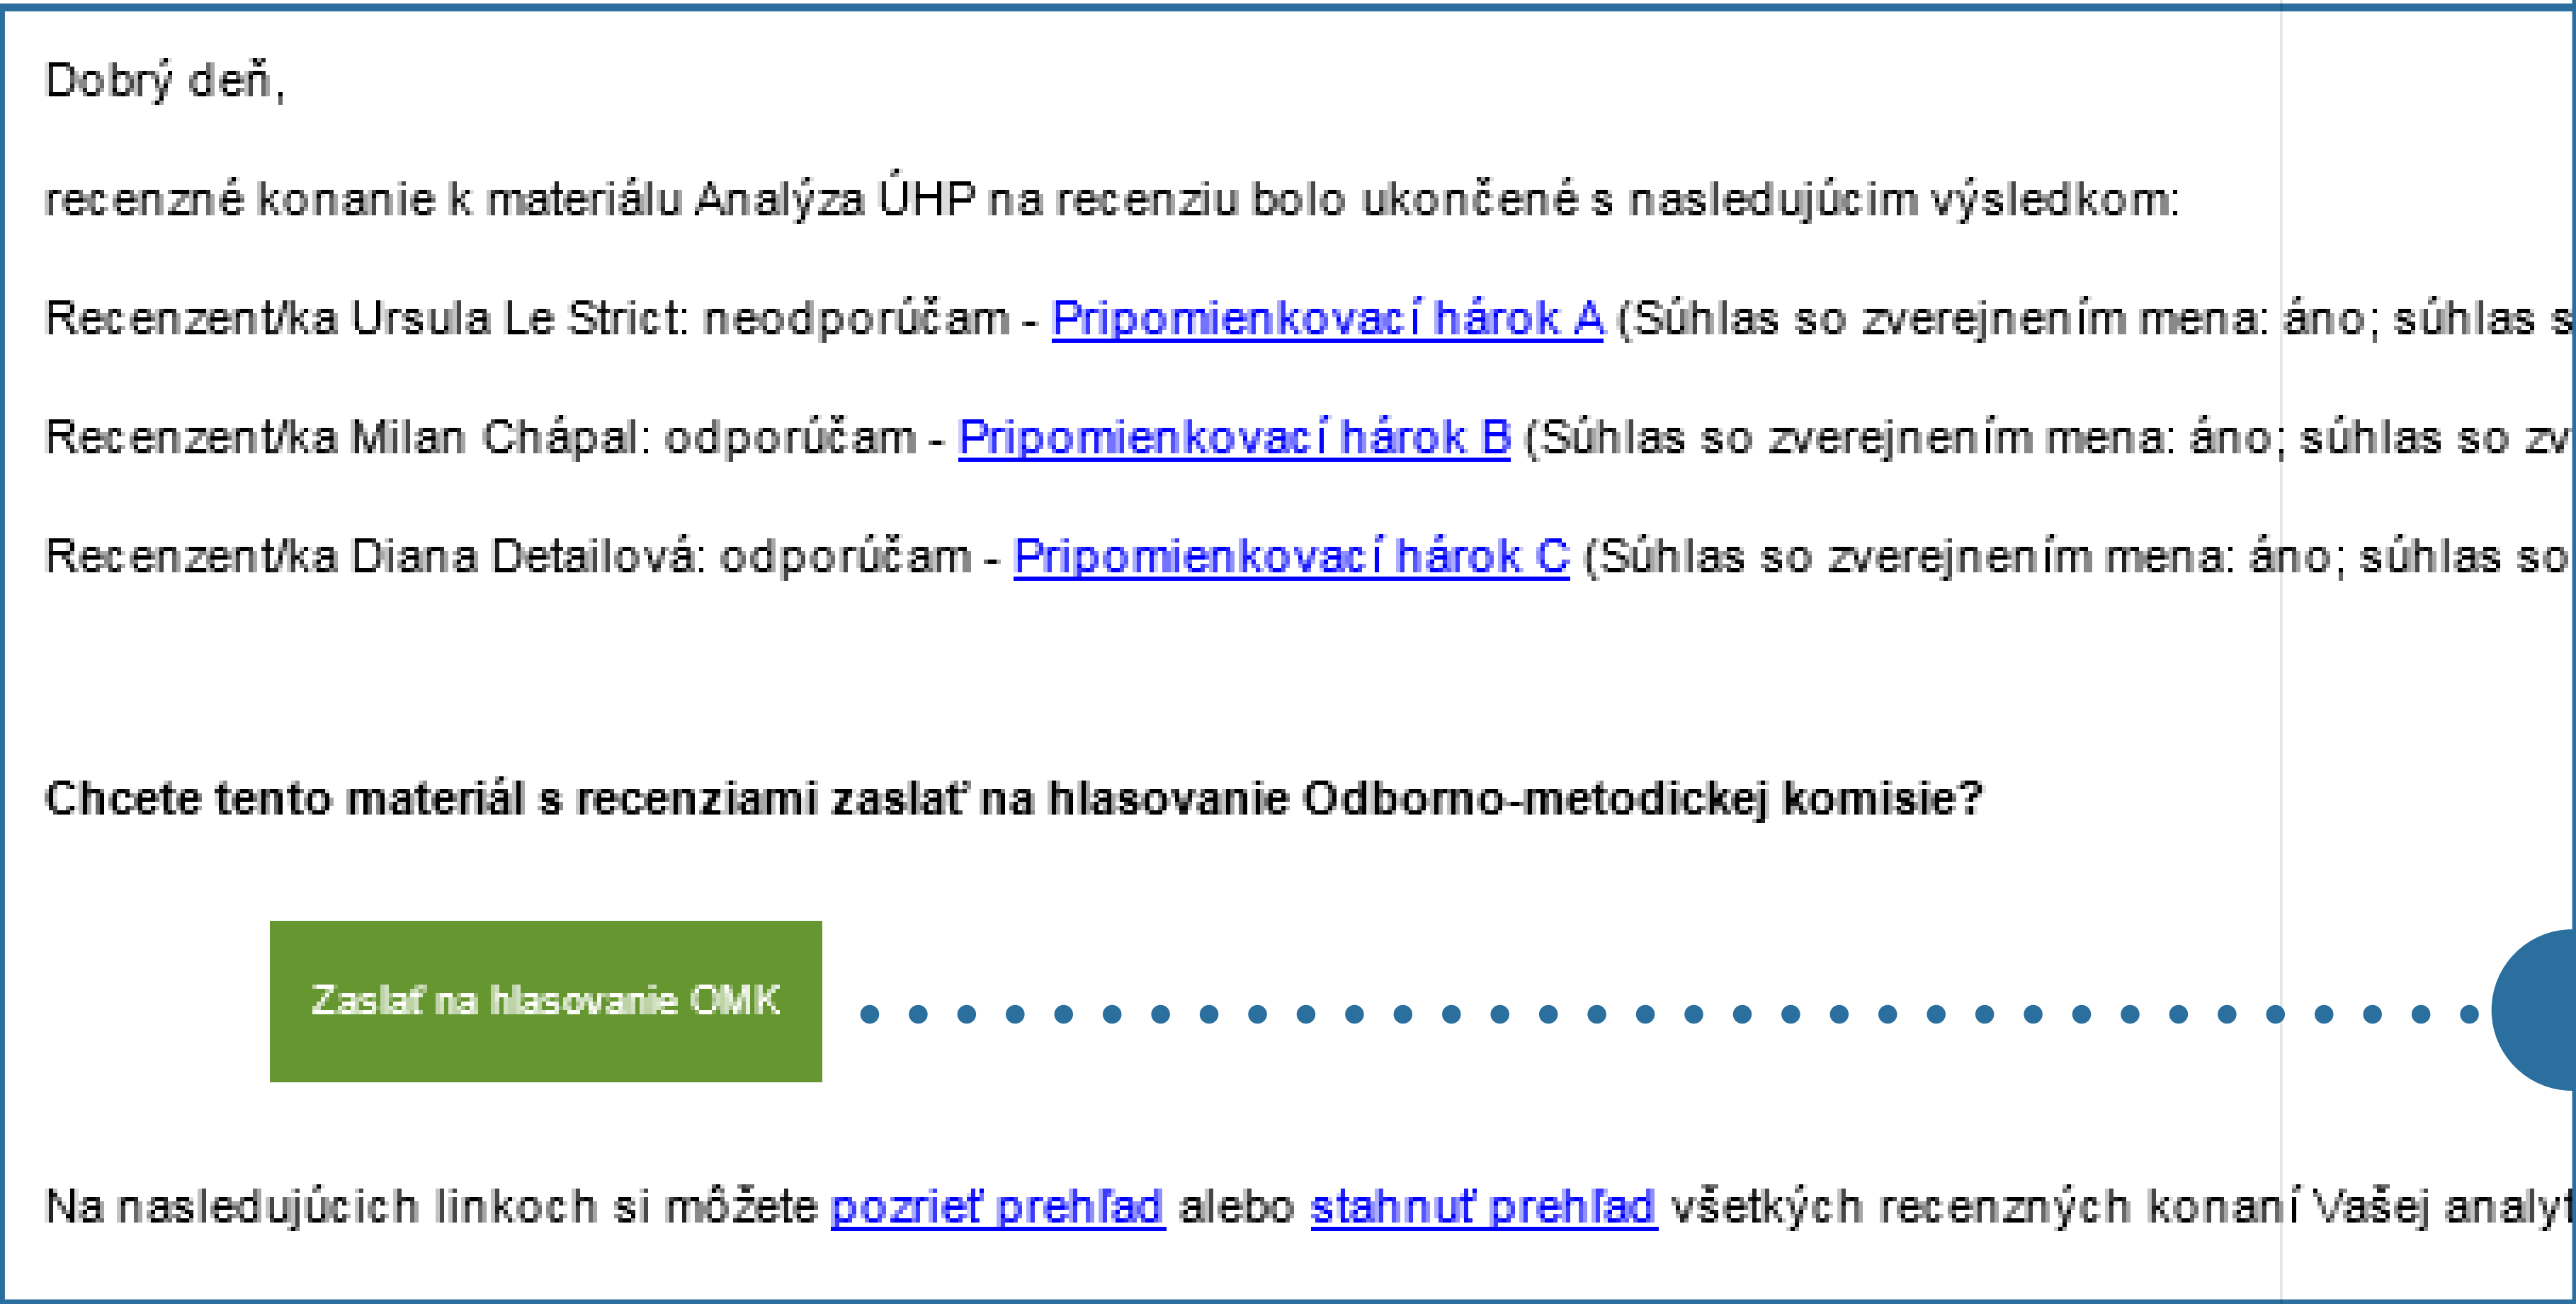 Dobrý deň,
recenzné konanie k materiálu Analýza ÚHP na recenziu bolo ukončené s nasledujúcim výsledkom:
Recenzent/ka Ursula Le Strict: neodporúčam - Pripomienkovací hárok A (Súhlas so zverejnením mena: áno; súhlas s
Recenzent/ka Milan Chápal: odporúčam - Pripomienkovací hárok B (Súhlas so zverejnením mena: áno; súhlas so zv
Recenzent/ka Diana Detailová: odporúčam - Pripomienkovací hárok C (Súhlas so zverejnením mena: áno; súhlas so
Chcete tento materiál s recenziami zaslať na hlasovanie Odborno-metodickej komisie?
Zaslať na hlasovanie OMK
Na nasledujúcich linkoch si môžete pozrieť prehľad alebo stahnuť prehľad všetkých recenzných konaní Vašej analyt